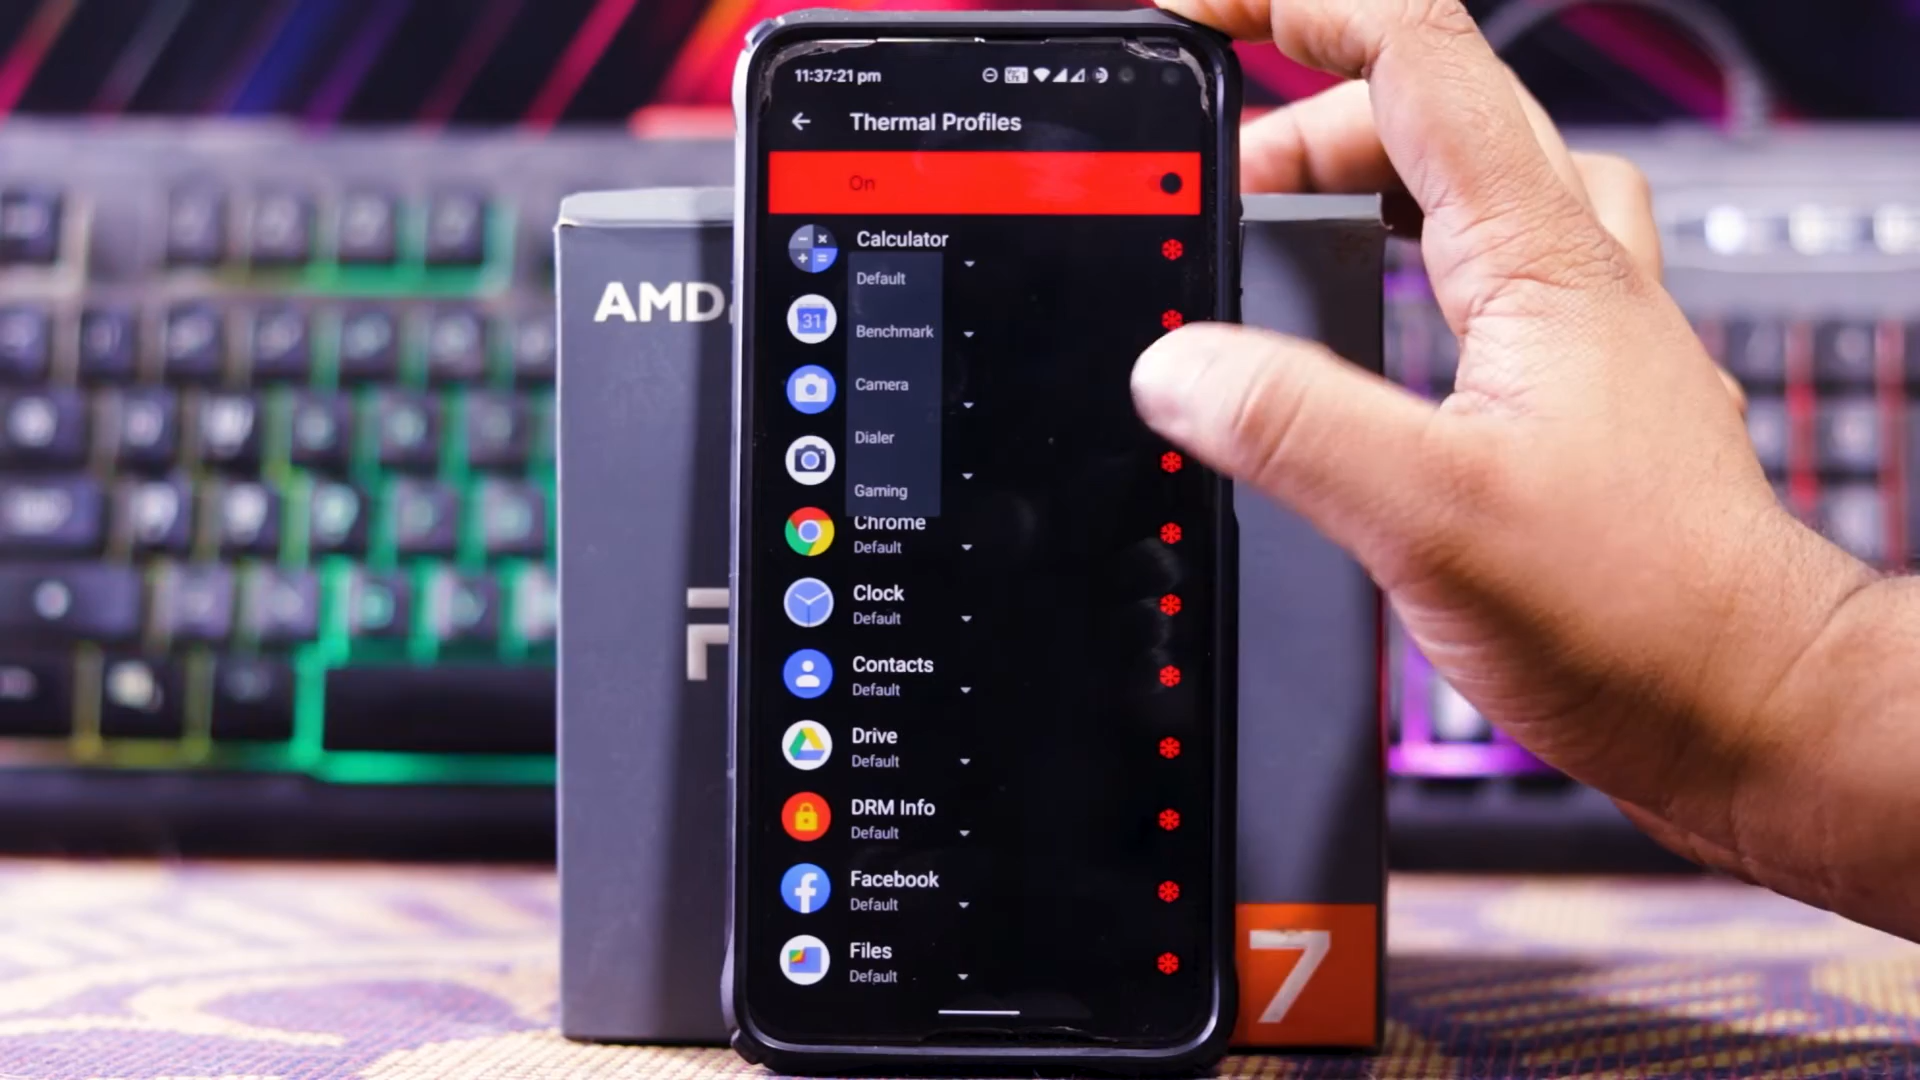 11:37:21 pm
Thermal Profiles
On
Calculator
Default
31
Benchmark
Camera
Dialer
Gaming
Chrome
Default
Clock
Default
Contacts
Default
Drive
Default
DRM Info
Default
Facebook
Default
Files
Default
AMD
7